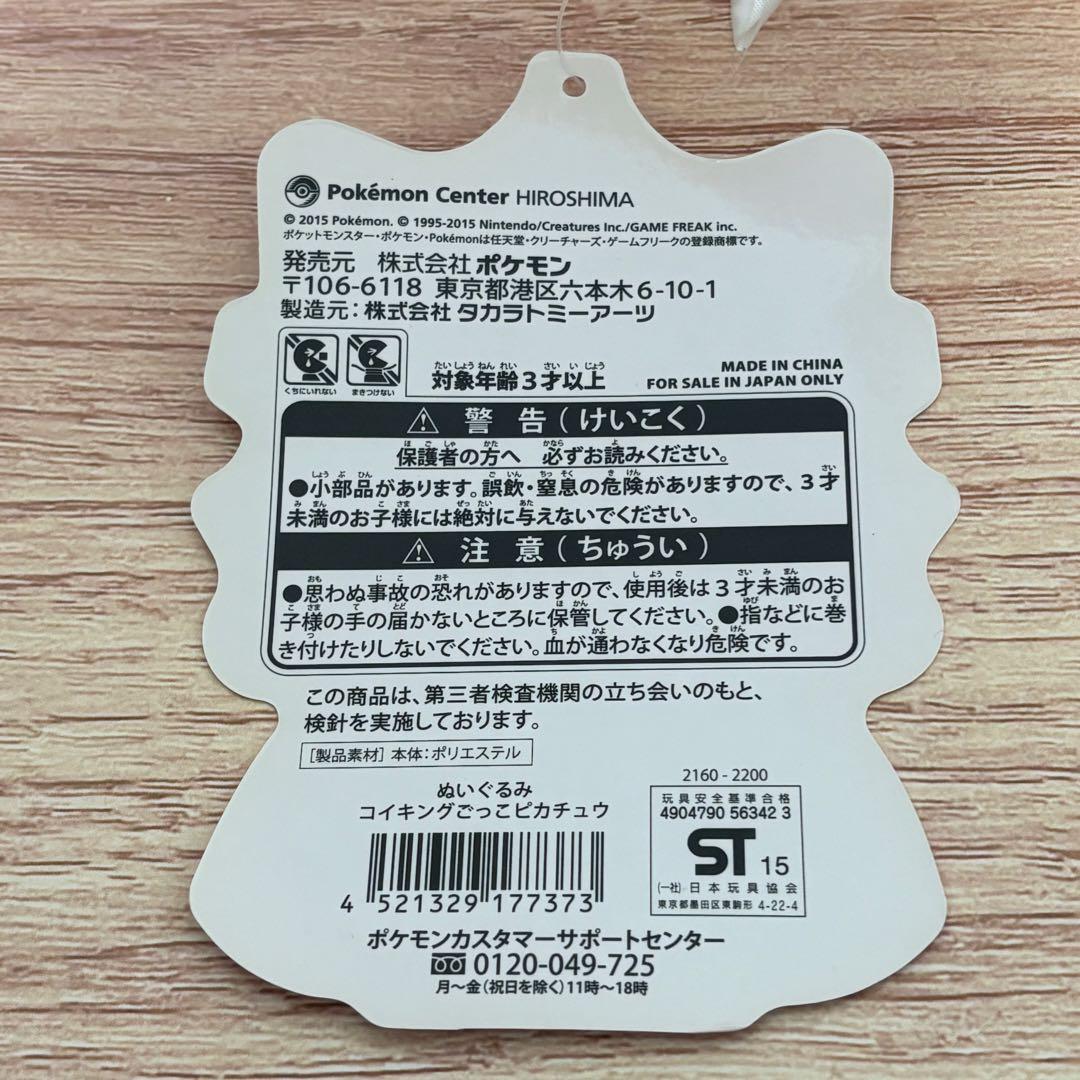 Pokémon Center HIROSHIMA
© 2015 Pokémon. © 1995-2015 Nintendo/Creatures Inc./GAME FREAK inc.
ポケットモンスター・ポケモン・Pokémonは任天堂・クリーチャーズ・ゲームフリークの登録商標です。
発売元 株式会社 ポケモン
〒106-6118 東京都港区六本木6-10-1
製造元：株式会社 タカラトミーアーツ
くちにいれない まきつけない
たいしょうねんれい さいいじょう
対象年齢3才以上
MADE IN CHINA
FOR SALE IN JAPAN ONLY
警告（けいこく）
ほごしゃ かた かなら よ
保護者の方へ 必ずお読みください。
しょうぶひん ごいん ちっそく きけん さい
●小部品があります。誤飲・窒息の危険がありますので、3才
みまん こさま ぜったい あた
未満のお子様には絶対に与えないでください。
注意（ちゅうい）
おも じこ おそ しようご さいみまん
●思わぬ事故の恐れがありますので、使用後は3才未満のお
こさま て とど ほかん ゆび ま
子様の手の届かないところに保管してください。●指などに巻
つ ち かよ きけん
き付けたりしないでください。血が通わなくなり危険です。
この商品は、第三者検査機関の立ち会いのもと、
検針を実施しております。
［製品素材］本体：ポリエステル
ぬいぐるみ
コイキングごっこピカチュウ
4 521329 177373
2160-2200
玩具安全基準合格
4904790 56342 3
ST 15
(一社)日本玩具協会
東京都墨田区東駒形 4-22-4
ポケモンカスタマーサポートセンター
0120-049-725
月～金（祝日を除く）11時～18時